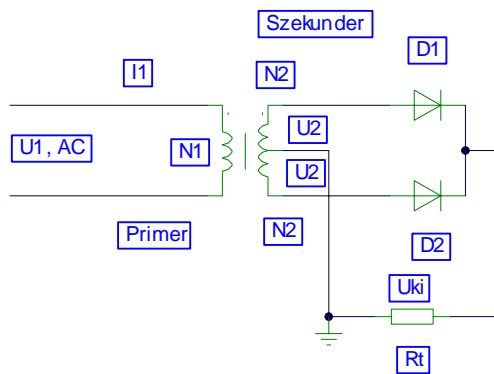 Szekunder
D1
I1
N2
U2
U1, AC
N1
U2
Primer
N2
D2
Uki
Rt